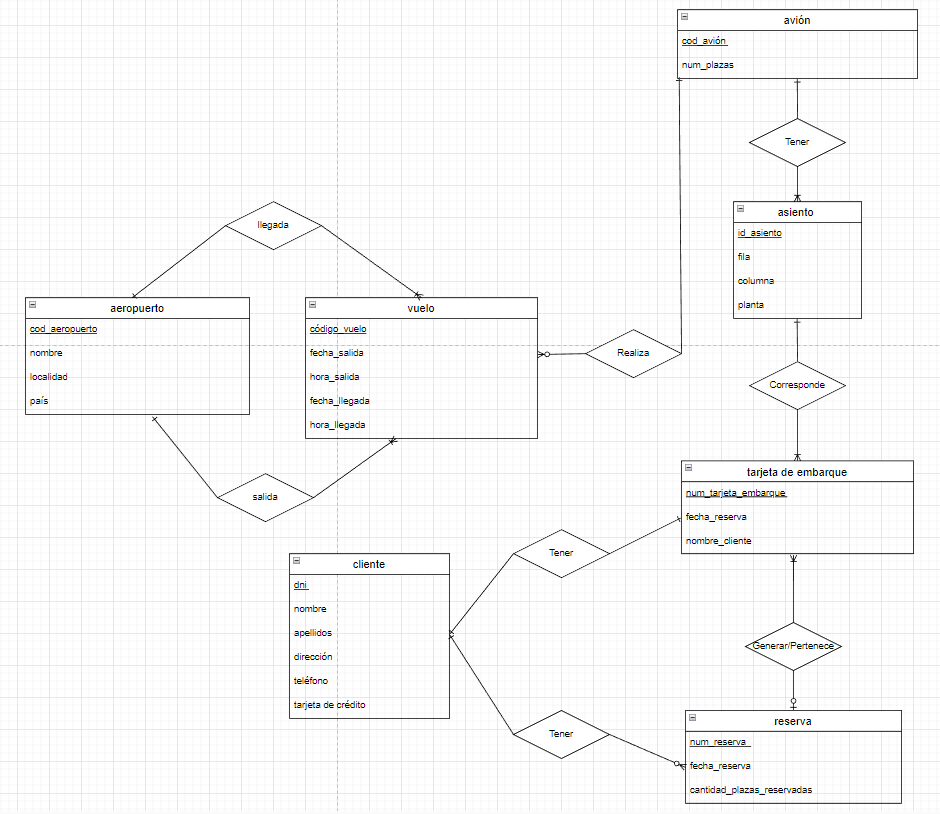 avión
cod_avión
num_plazas
Tener
asiento
id_asiento
fila
columna
planta
llegada
aeropuerto
cod_aeropuerto
nombre
localidad
país
vuelo
código_vuelo
fecha_salida
hora_salida
fecha_llegada
hora_llegada
Realiza
Corresponde
salida
tarjeta de embarque
num_tarjeta_embarque
fecha_reserva
nombre_cliente
Tener
cliente
dni
nombre
apellidos
dirección
teléfono
tarjeta de crédito
Generar/Pertenece
Tener
reserva
num_reserva
fecha_reserva
cantidad_plazas_reservadas